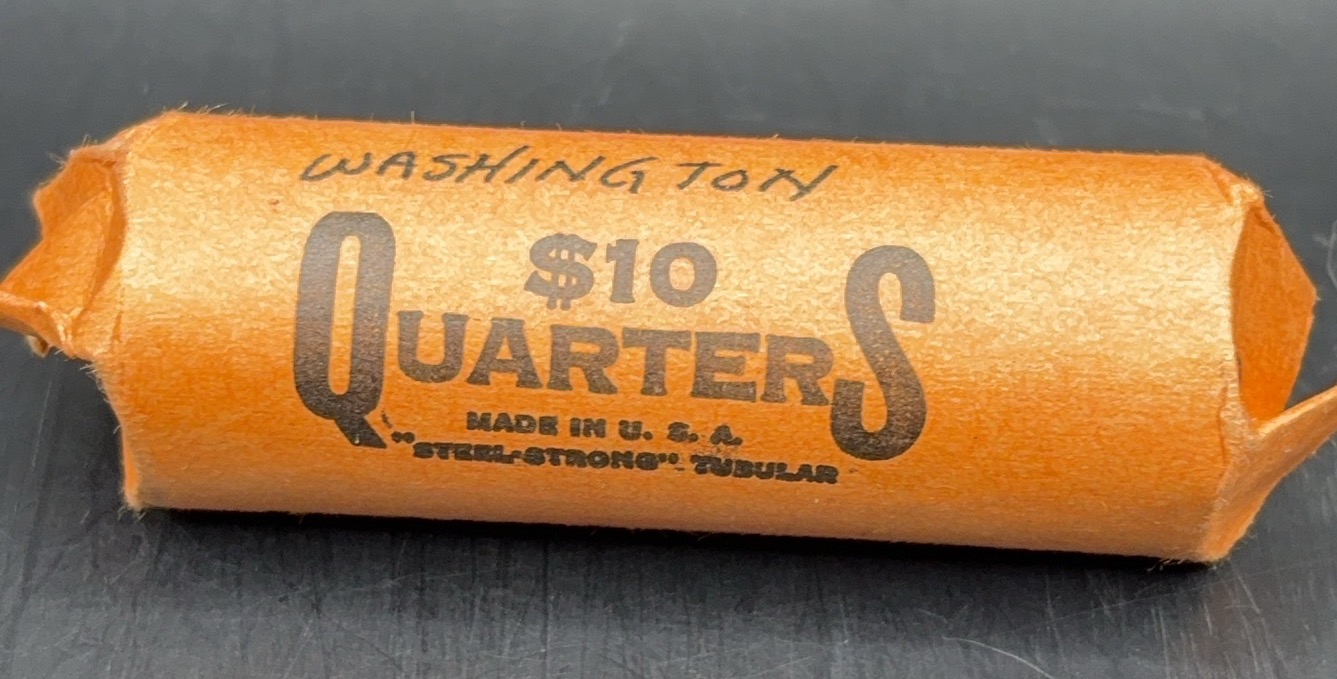 WASHINGTON
$10
QUARTERS
MADE IN U. S. A.
"STEEL-STRONG" TUBULAR